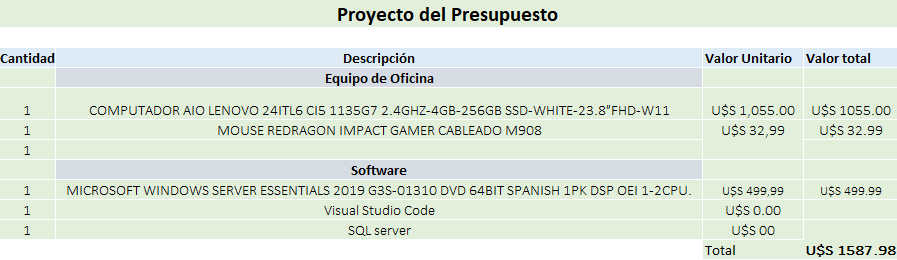 Proyecto del Presupuesto
Cantidad Descripción Valor Unitario Valor total
Equipo de Oficina
1 COMPUTADOR AIO LENOVO 24ITL6 CI5 1135G7 2.4GHZ-4GB-256GB SSD-WHITE-23.8"FHD-W11 U$S 1,055.00 U$S 1055.00
1 MOUSE REDRAGON IMPACT GAMER CABLEADO M908 U$S 32,99 U$S 32.99
1
Software
1 MICROSOFT WINDOWS SERVER ESSENTIALS 2019 G3S-01310 DVD 64BIT SPANISH 1PK DSP OEI 1-2CPU. U$S 499,99 U$S 499.99
1 Visual Studio Code U$S 0.00
1 SQL server U$S 00
Total U$S 1587.98